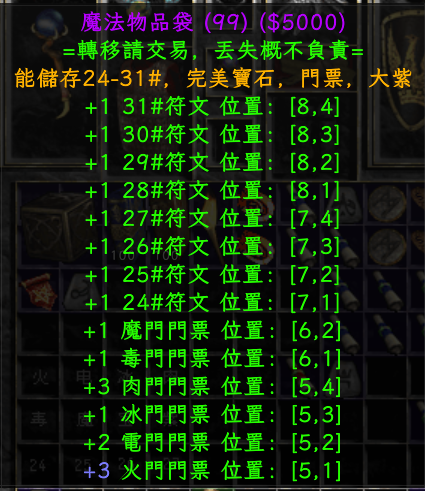 魔法物品袋 (99) ($5000)
=轉移請交易, 丟失概不負責=
能儲存24-31#, 完美寶石, 門票, 大紫
+1 31#符文 位置: [8,4]
+1 30#符文 位置: [8,3]
+1 29#符文 位置: [8,2]
+1 28#符文 位置: [8,1]
+1 27#符文 位置: [7,4]
+1 26#符文 位置: [7,3]
+1 25#符文 位置: [7,2]
+1 24#符文 位置: [7,1]
+1 魔門門票 位置: [6,2]
+1 毒門門票 位置: [6,1]
+3 肉門門票 位置: [5,4]
+1 冰門門票 位置: [5,3]
+2 電門門票 位置: [5,2]
+3 火門門票 位置: [5,1]